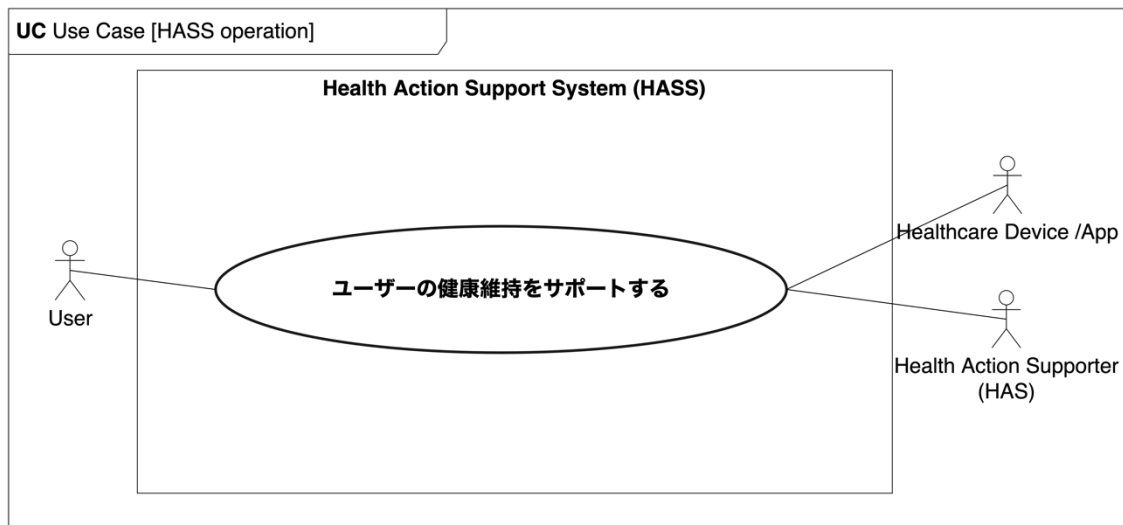 UC Use Case [HASS operation]
Health Action Support System (HASS)
ユーザーの健康維持をサポートする
User
Healthcare Device /App
Health Action Supporter
(HAS)